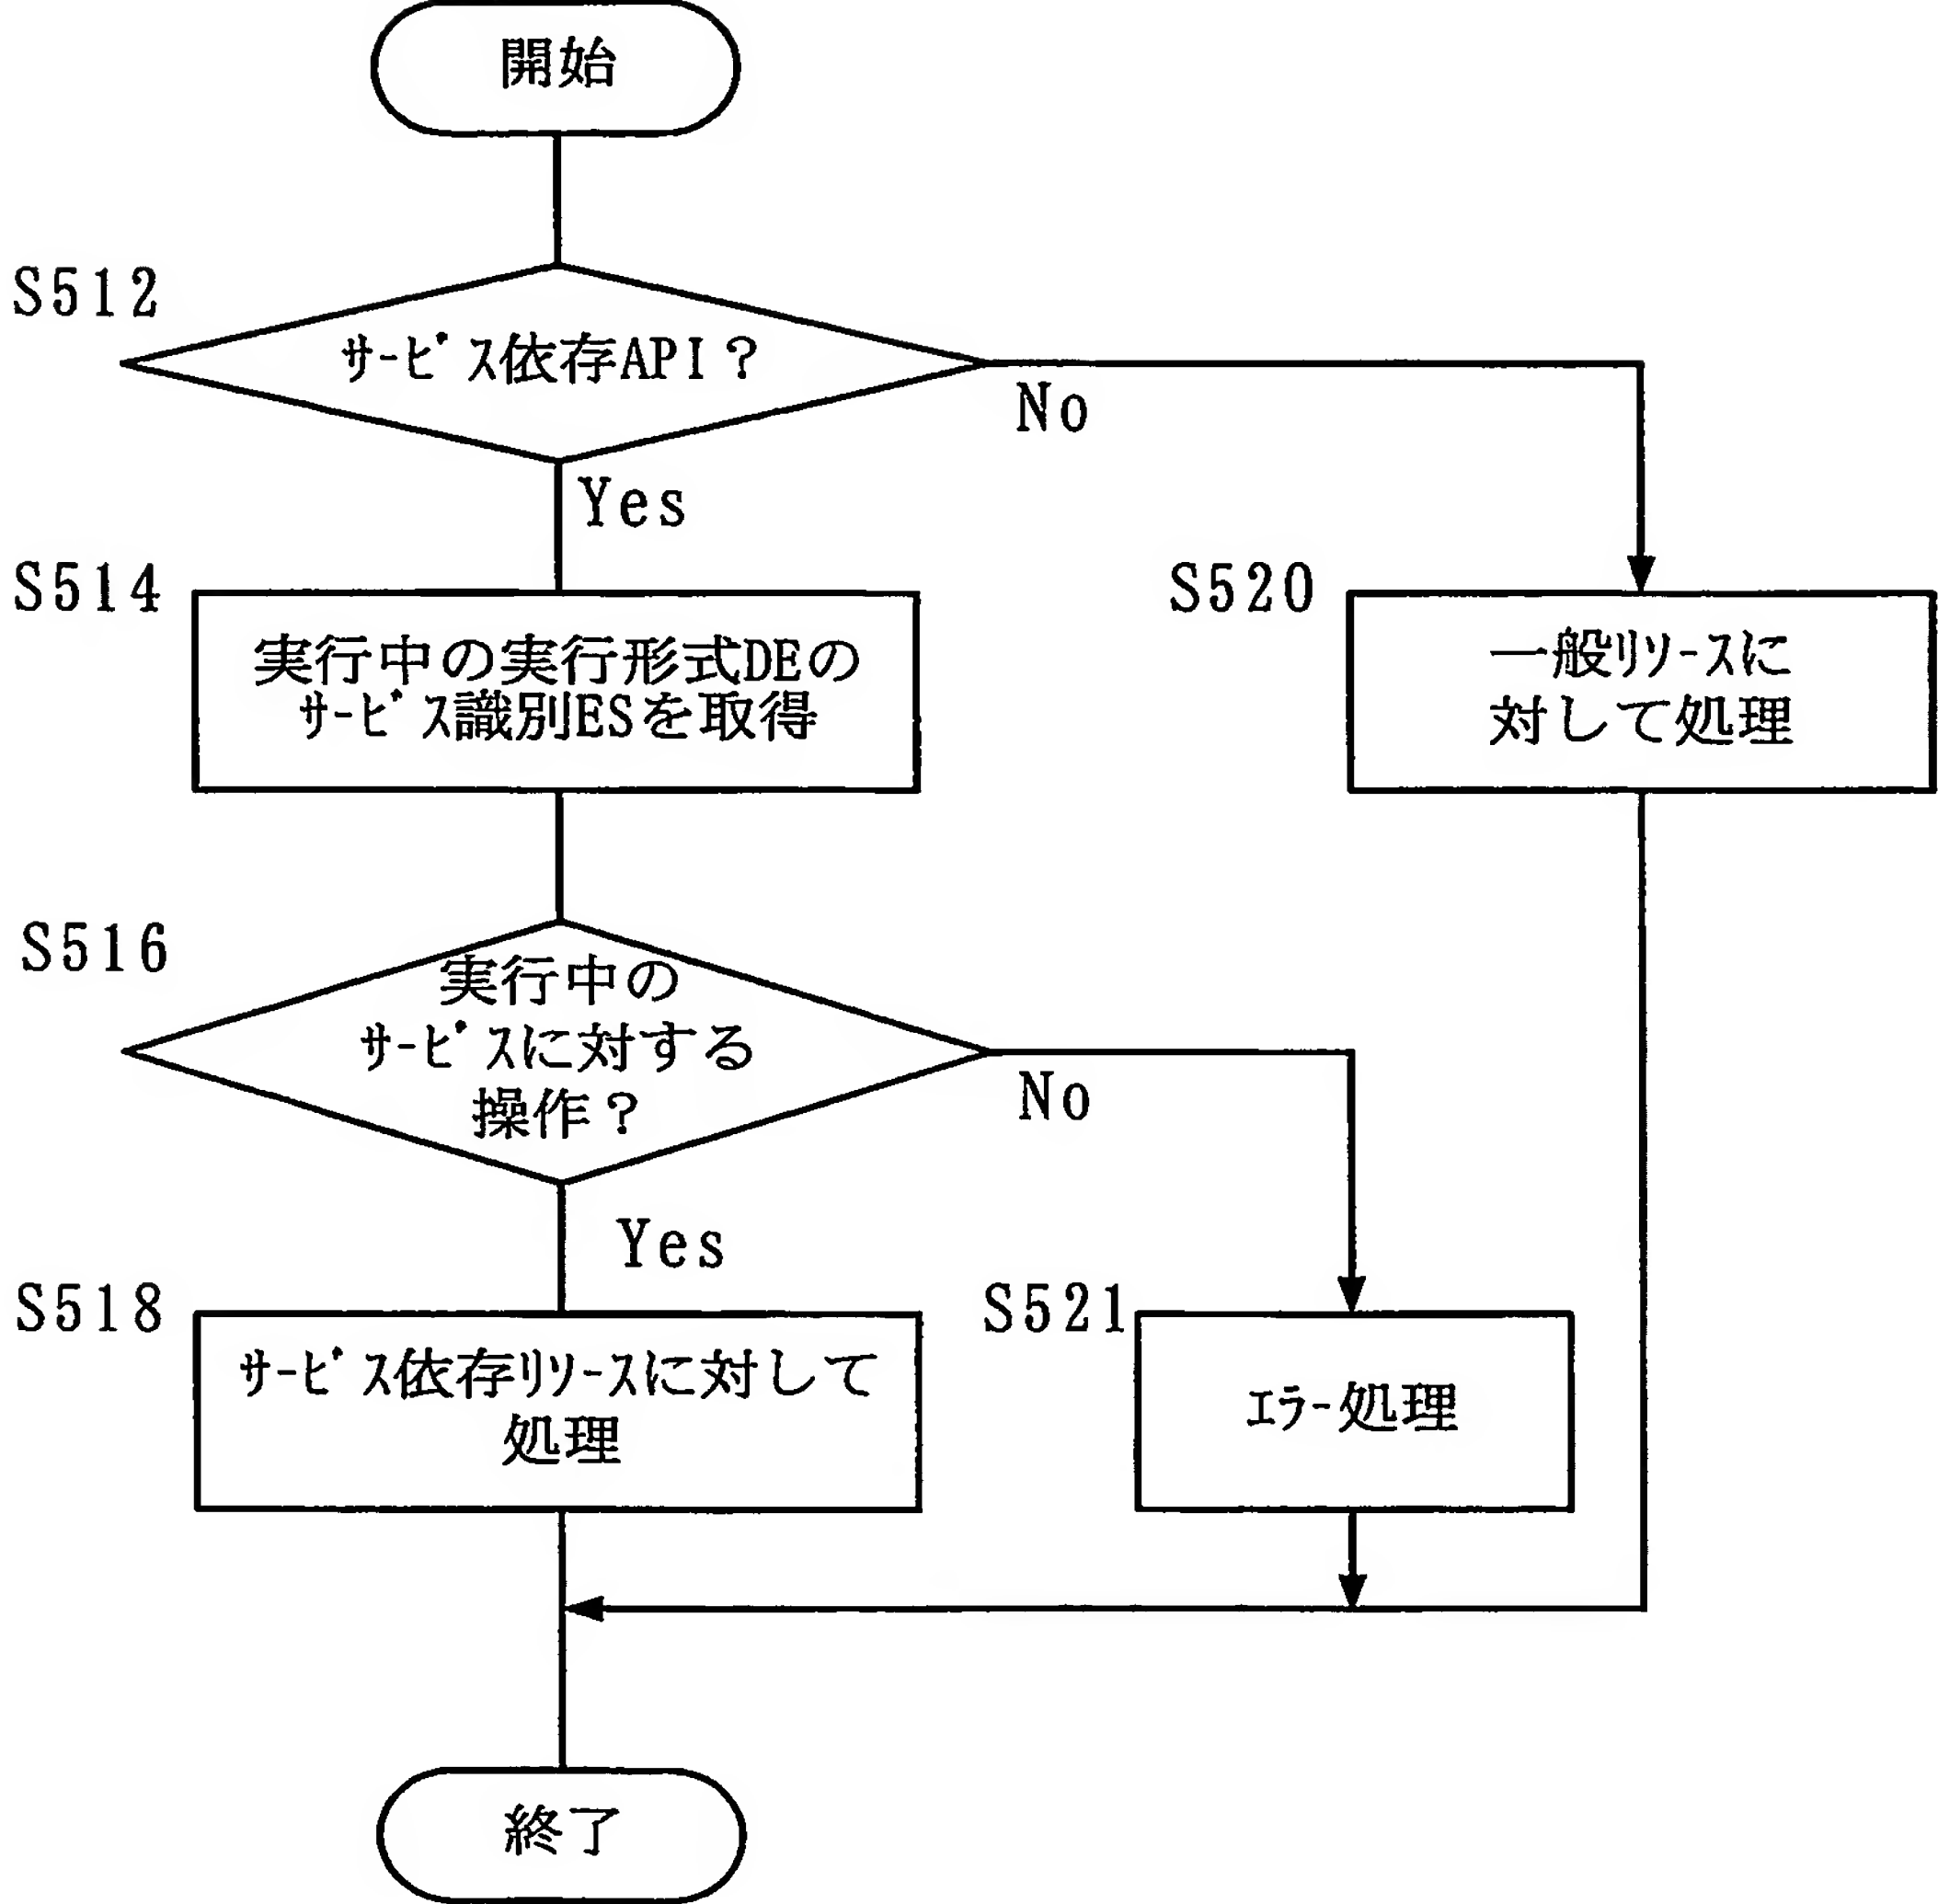 開始
S512
ｻｰﾋﾞｽ依存API？
No
Yes
S514
実行中の実行形式DEの
ｻｰﾋﾞｽ識別ESを取得
S520
一般ﾘｿｰｽに
対して処理
S516
実行中の
ｻｰﾋﾞｽに対する
操作？
No
Yes
S518
ｻｰﾋﾞｽ依存ﾘｿｰｽに対して
処理
S521
ｴﾗｰ処理
終了